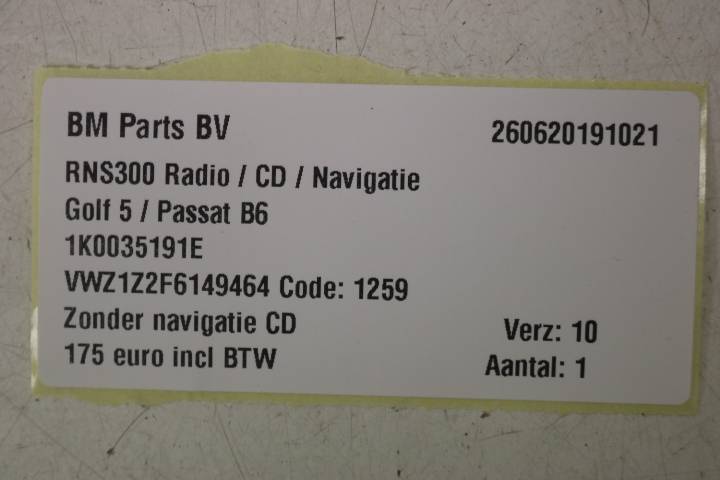 BM Parts BV 260620191021
RNS300 Radio / CD / Navigatie
Golf 5 / Passat B6
1K0035191E
VWZ1Z2F6149464 Code: 1259
Zonder navigatie CD Verz: 10
175 euro incl BTW Aantal: 1